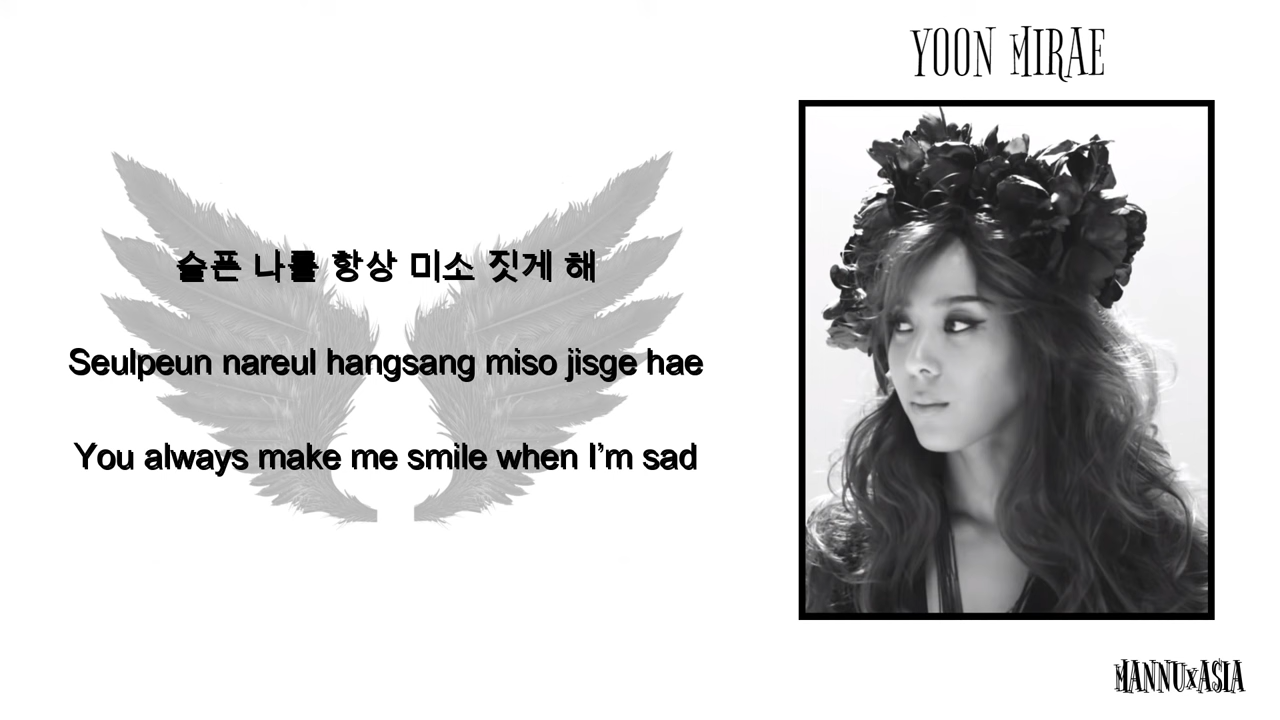 YOON MIRAE
슬픈 나를 항상 미소 짓게 해
Seulpeun nareul hangsang miso jisge hae
You always make me smile when I'm sad
MANNUxASIA